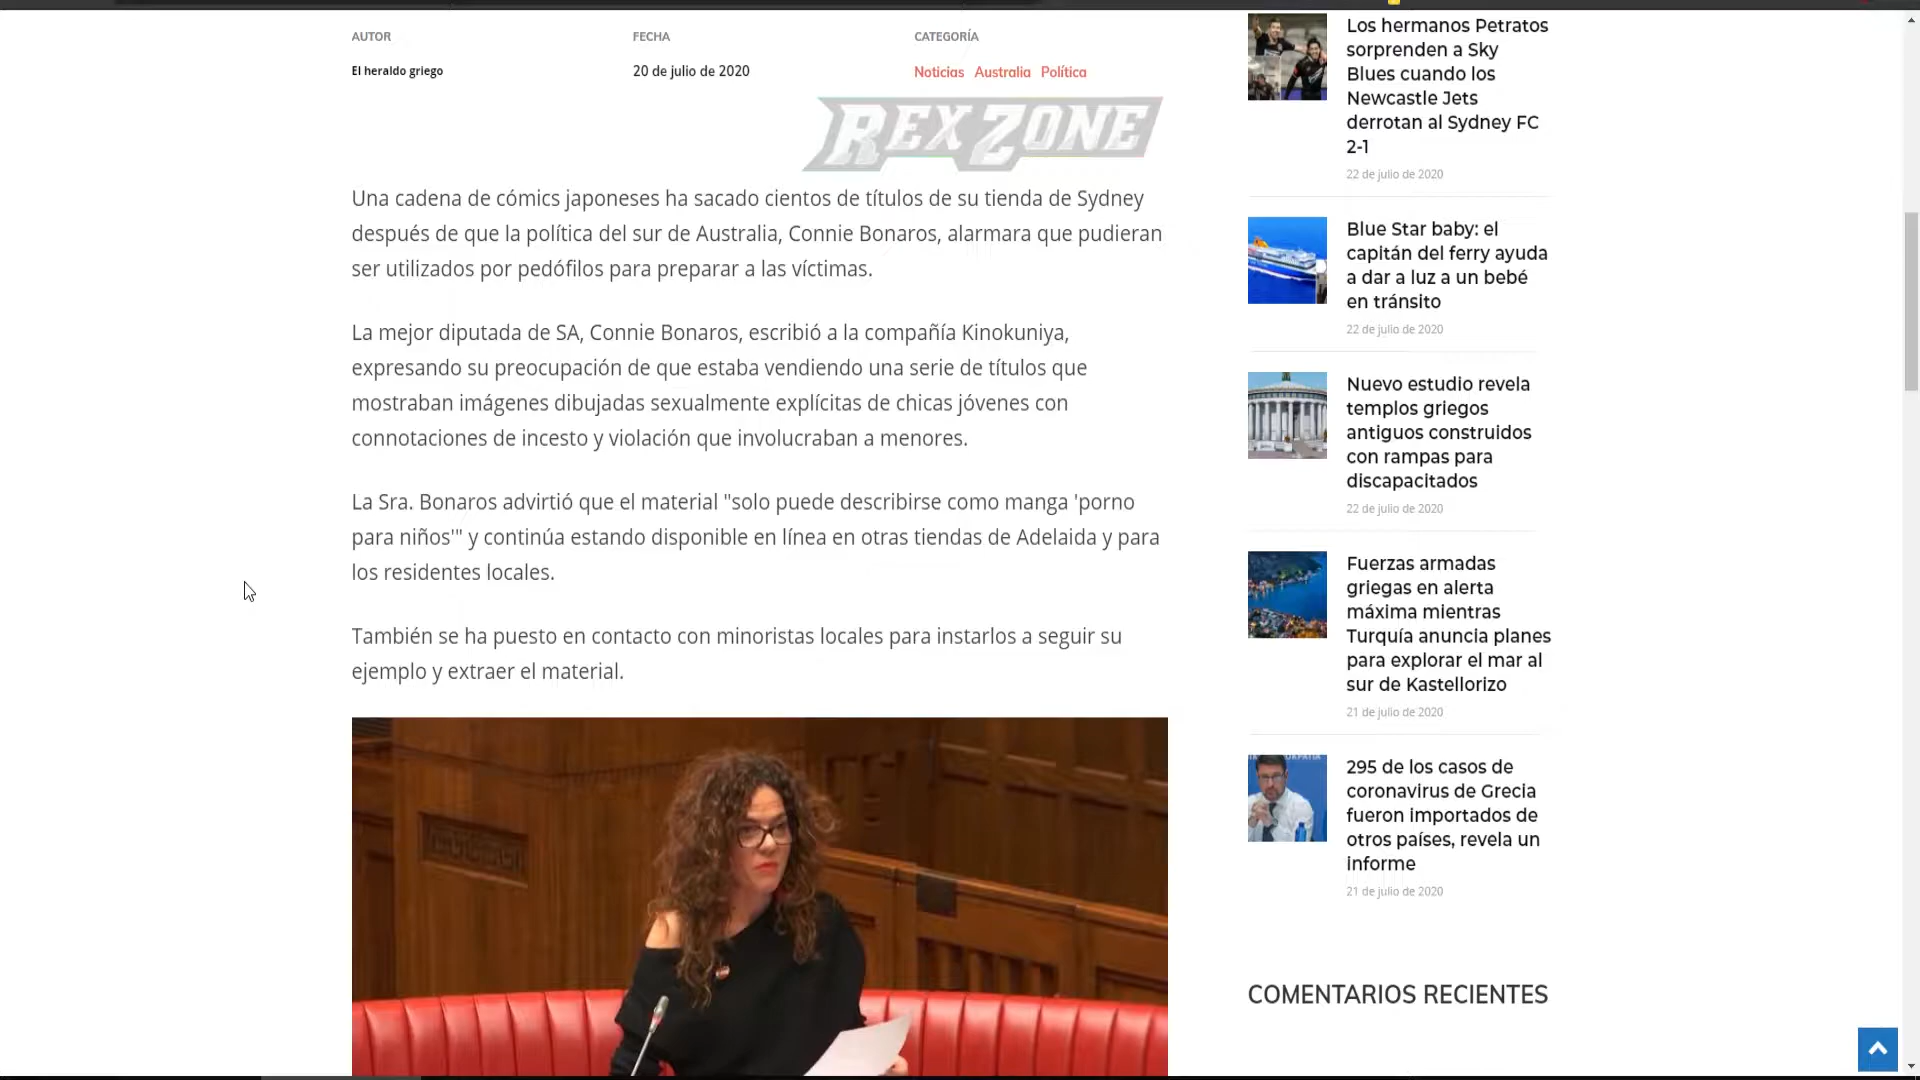 AUTOR
FECHA
CATEGORÍA
El heraldo griego
20 de julio de 2020
Noticias Australia Política
REX ZONE
Una cadena de cómics japoneses ha sacado cientos de títulos de su tienda de Sydney
después de que la política del sur de Australia, Connie Bonaros, alarmara que pudieran
ser utilizados por pedófilos para preparar a las víctimas.
La mejor diputada de SA, Connie Bonaros, escribió a la compañía Kinokuniya,
expresando su preocupación de que estaba vendiendo una serie de títulos que
mostraban imágenes dibujadas sexualmente explícitas de chicas jóvenes con
connotaciones de incesto y violación que involucraban a menores.
La Sra. Bonaros advirtió que el material "solo puede describirse como manga 'porno
para niños'" y continúa estando disponible en línea en otras tiendas de Adelaida y para
los residentes locales.
También se ha puesto en contacto con minoristas locales para instarlos a seguir su
ejemplo y extraer el material.
Los hermanos Petratos
sorprenden a Sky
Blues cuando los
Newcastle Jets
derrotan al Sydney FC
2-1
22 de julio de 2020
Blue Star baby: el
capitán del ferry ayuda
a dar a luz a un bebé
en tránsito
22 de julio de 2020
Nuevo estudio revela
templos griegos
antiguos construidos
con rampas para
discapacitados
22 de julio de 2020
Fuerzas armadas
griegas en alerta
máxima mientras
Turquía anuncia planes
para explorar el mar al
sur de Kastellorizo
21 de julio de 2020
295 de los casos de
coronavirus de Grecia
fueron importados de
otros países, revela un
informe
21 de julio de 2020
COMENTARIOS RECIENTES